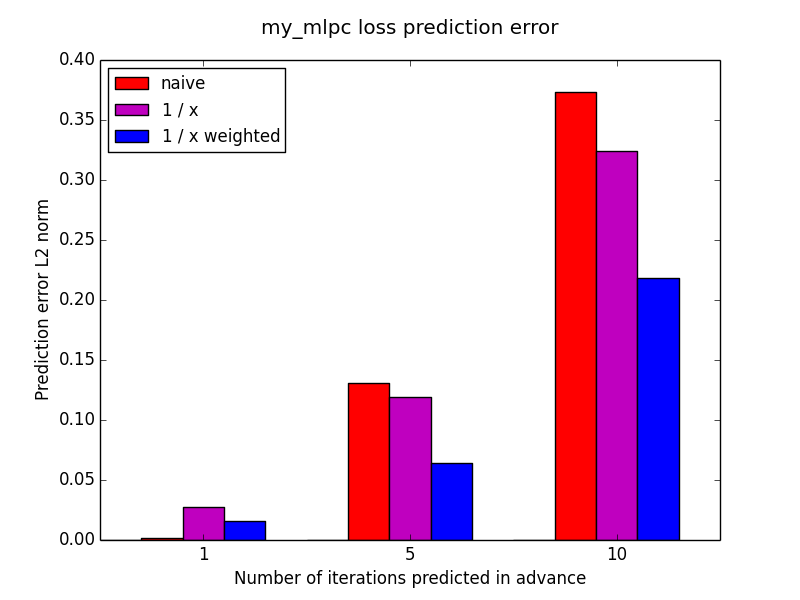 my_mlpc loss prediction error
0.40
0.35
0.30
0.25
0.20
0.15
0.10
0.05
0.00
Prediction error L2 norm
naive
1 / x
1 / x weighted
1 5 10
Number of iterations predicted in advance